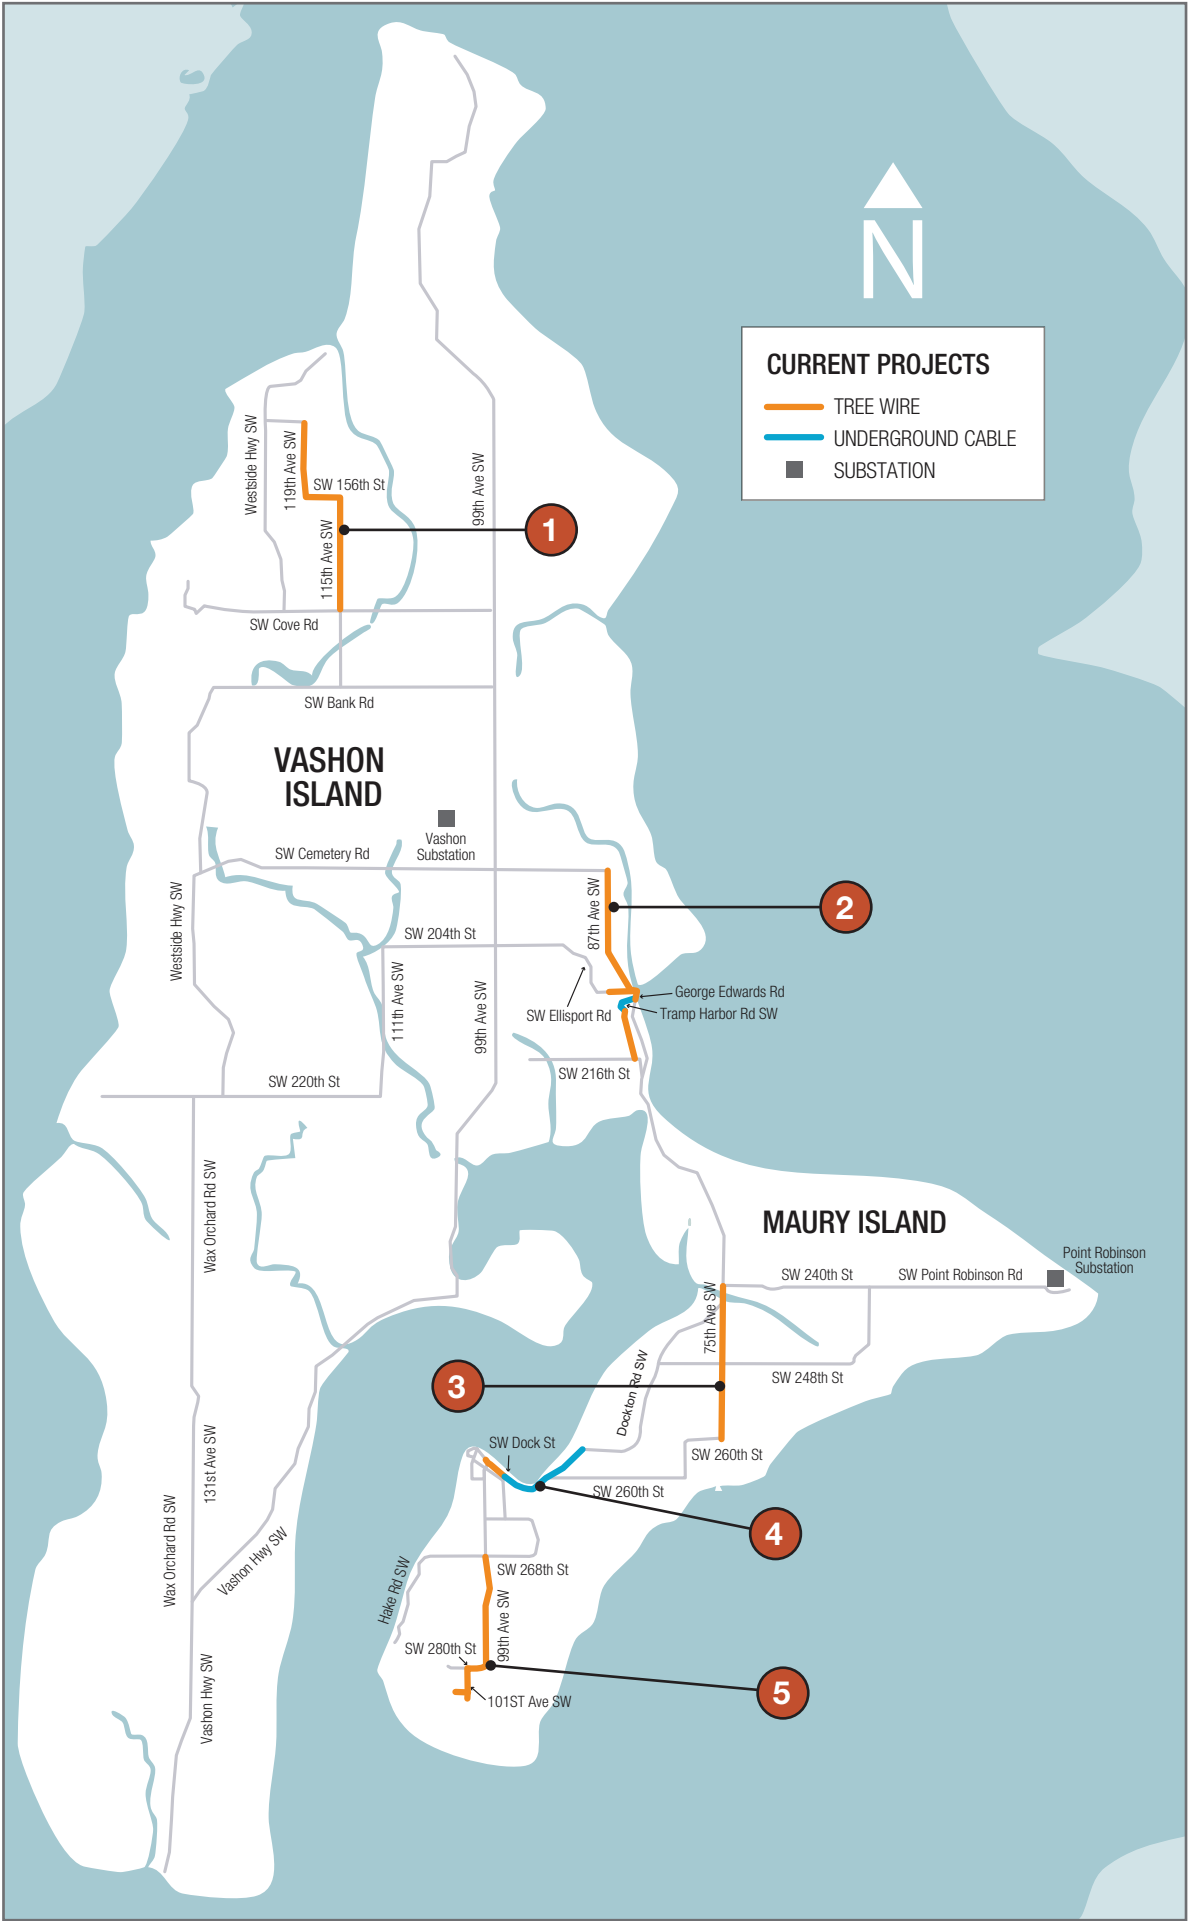 N
CURRENT PROJECTS
TREE WIRE
UNDERGROUND CABLE
SUBSTATION
Westside Hwy SW
119th Ave SW
SW 156th St
99th Ave SW
1
115th Ave SW
SW Cove Rd
SW Bank Rd
VASHON
ISLAND
Vashon
Substation
SW Cemetery Rd
87th Ave SW
2
Westside Hwy SW
SW 204th St
111th Ave SW
99th Ave SW
George Edwards Rd
SW Ellisport Rd
Tramp Harbor Rd SW
SW 216th St
SW 220th St
Wax Orchard Rd SW
MAURY ISLAND
Point Robinson
Substation
SW 240th St
SW Point Robinson Rd
75th Ave SW
SW 248th St
3
Dockton Rd SW
SW Dock St
SW 260th St
SW 260th St
131st Ave SW
4
Wax Orchard Rd SW
Vashon Hwy SW
SW 268th St
Hake Rd SW
99th Ave SW
SW 280th St
5
101ST Ave SW
Vashon Hwy SW